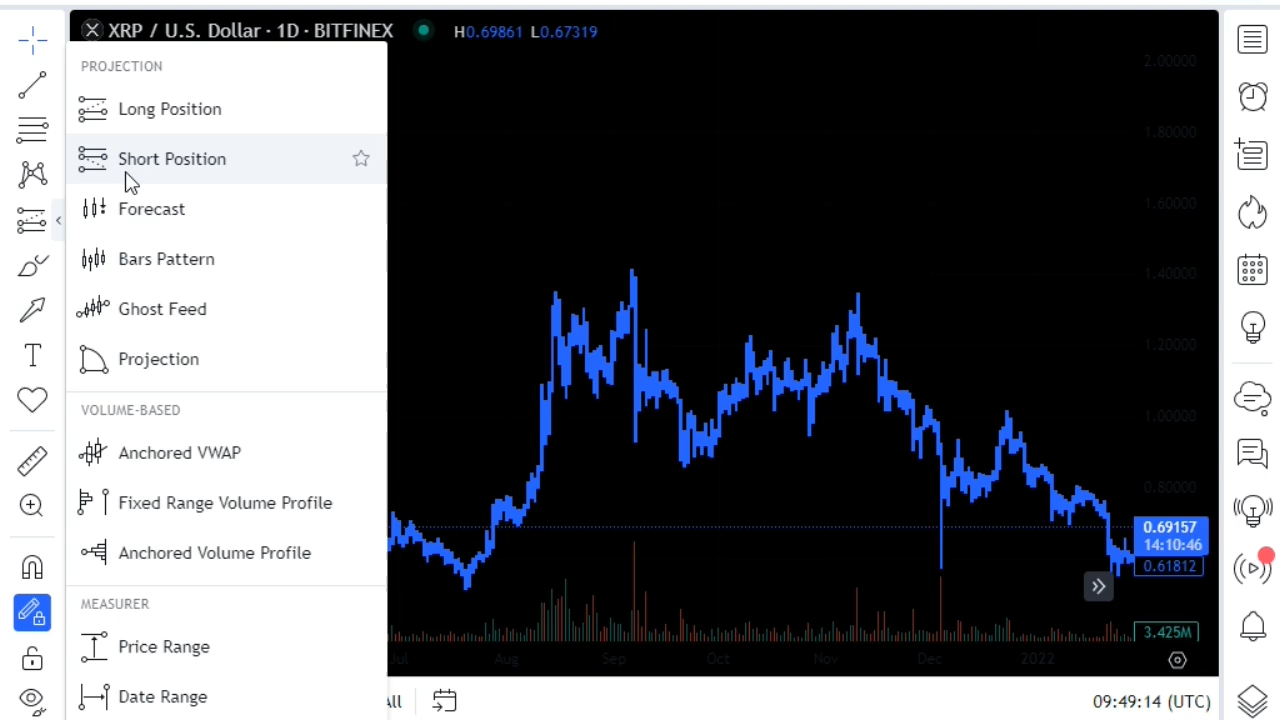 XRP / U.S. Dollar · 1D · BITFINEX
H0.69861 L0.67319
PROJECTION
Long Position
Short Position
Forecast
Bars Pattern
Ghost Feed
Projection
VOLUME-BASED
Anchored VWAP
Fixed Range Volume Profile
Anchored Volume Profile
MEASURER
Price Range
Date Range
2.00000
1.80000
1.60000
1.40000
1.20000
1.00000
0.80000
0.69157
14:10:46
0.61812
3.425M
Jul Aug Sep Oct Nov Dec 2022
All
09:49:14 (UTC)